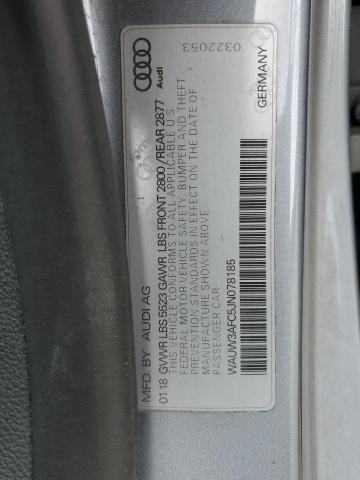 MFD. BY AUDI AG
01 18 GVWR LBS 5523 GAWR LBS FRONT 2800 / REAR 2877
THIS VEHICLE CONFORMS TO ALL APPLICABLE U S
FEDERAL MOTOR VEHICLE SAFETY BUMPER AND THEFT
PREVENTION STANDARDS IN EFFECT ON THE DATE OF
MANUFACTURE SHOWN ABOVE
PASSENGER CAR
WAUW3AFC5JN078185
Audi
0322053
GERMANY